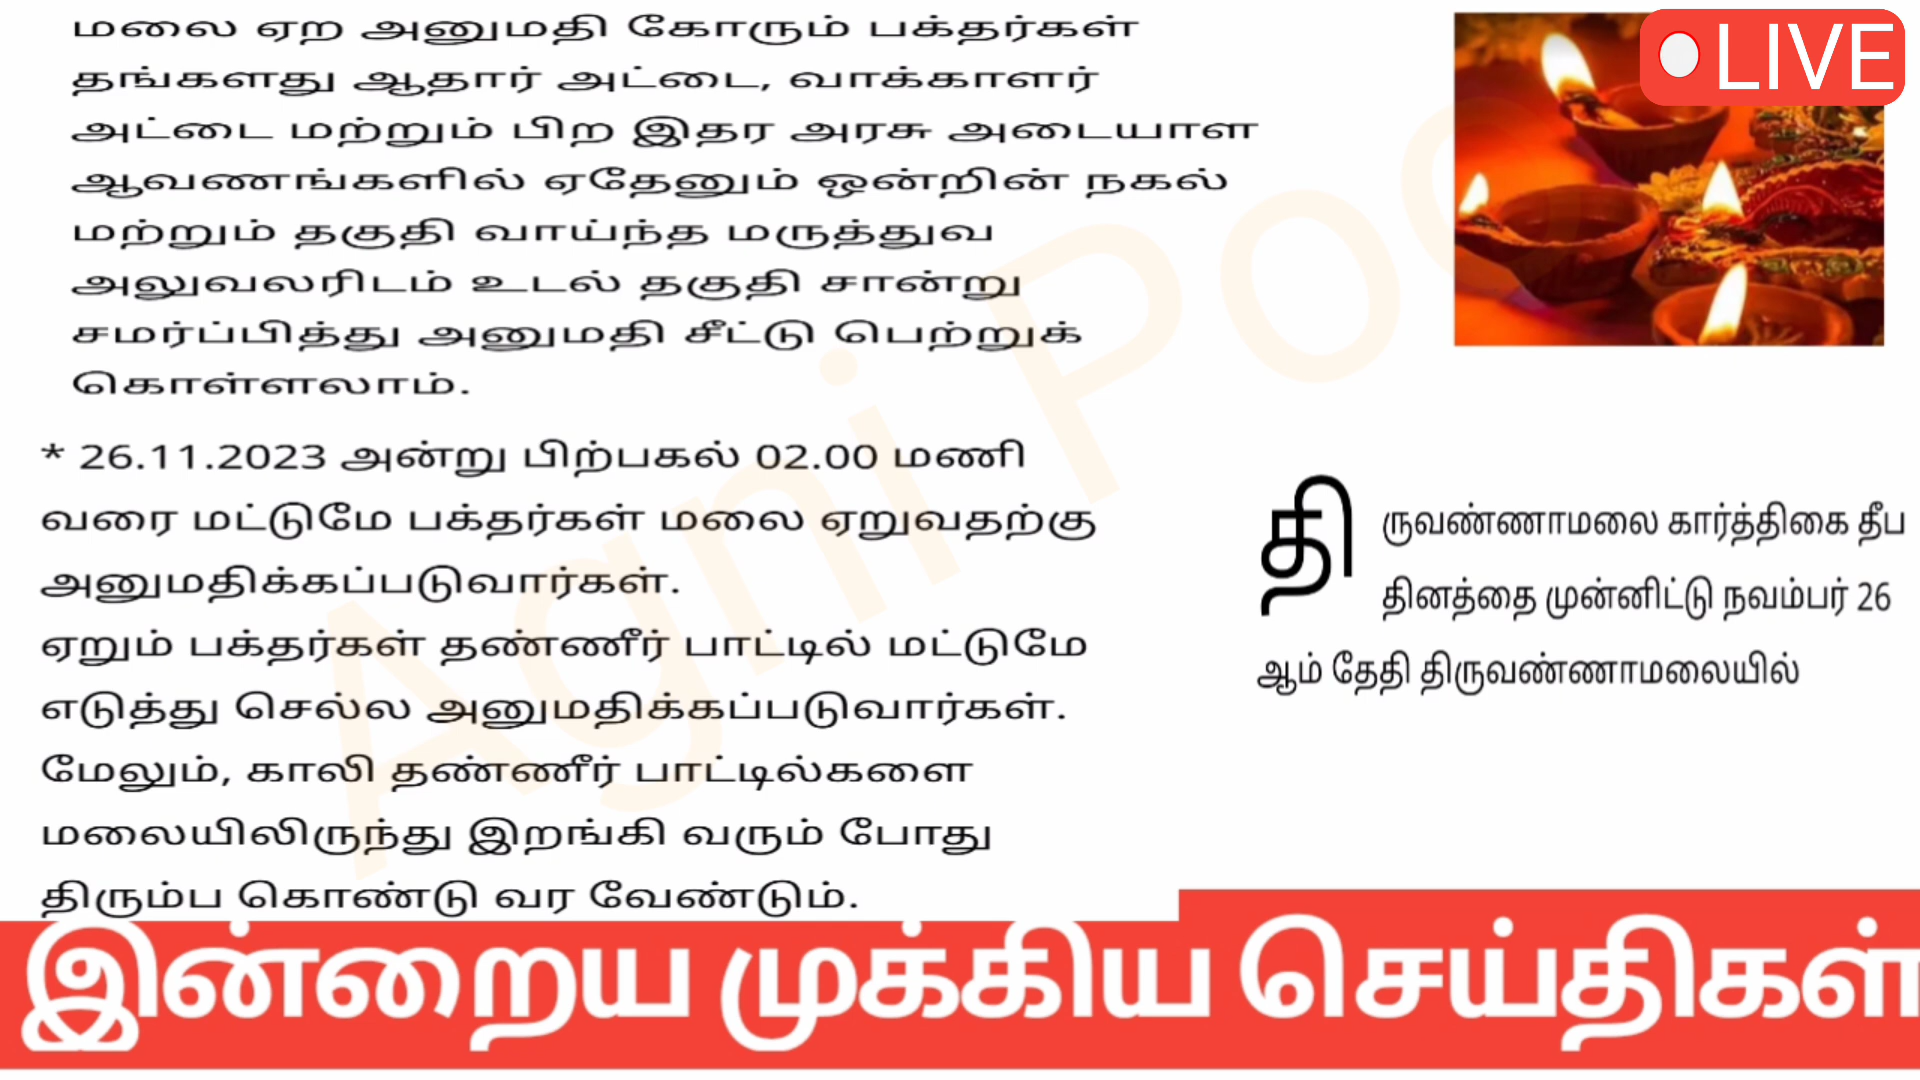 மலை ஏற அனுமதி கோரும் பக்தர்கள்
தங்களது ஆதார் அட்டை, வாக்காளர்
அட்டை மற்றும் பிற இதர அரசு அடையாள
ஆவணங்களில் ஏதேனும் ஒன்றின் நகல்
மற்றும் தகுதி வாய்ந்த மருத்துவ
அலுவலரிடம் உடல் தகுதி சான்று
சமர்ப்பித்து அனுமதி சீட்டு பெற்றுக்
கொள்ளலாம்.
* 26.11.2023 அன்று பிற்பகல் 02.00 மணி
வரை மட்டுமே பக்தர்கள் மலை ஏறுவதற்கு
அனுமதிக்கப்படுவார்கள்.
ஏறும் பக்தர்கள் தண்ணீர் பாட்டில் மட்டுமே
எடுத்து செல்ல அனுமதிக்கப்படுவார்கள்.
மேலும், காலி தண்ணீர் பாட்டில்களை
மலையிலிருந்து இறங்கி வரும் போது
திரும்ப கொண்டு வர வேண்டும்.
LIVE
திருவண்ணாமலை கார்த்திகை தீப
தினத்தை முன்னிட்டு நவம்பர் 26
ஆம் தேதி திருவண்ணாமலையில்
Agni Poo
இன்றைய முக்கிய செய்திகள்